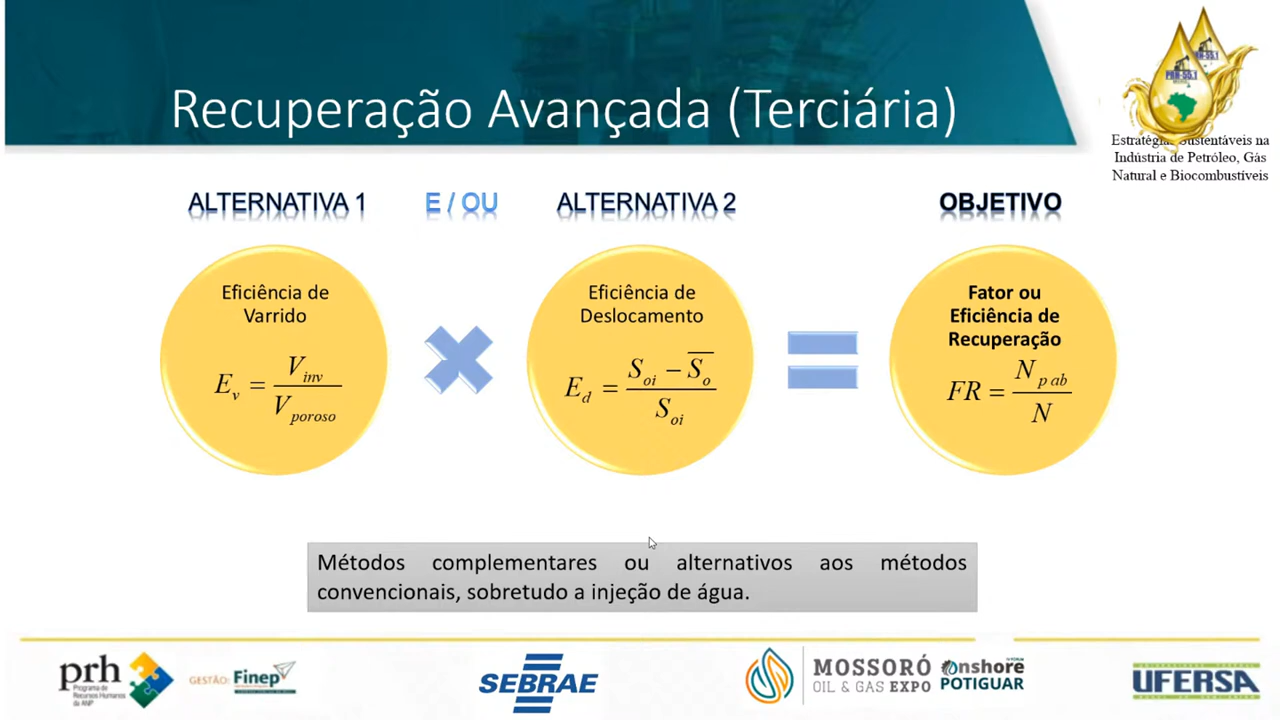 Recuperação Avançada (Terciária)
PRH-55.1
Estratégias Sustentáveis na
Indústria de Petróleo, Gás
Natural e Biocombustíveis
ALTERNATIVA 1
E / OU
ALTERNATIVA 2
OBJETIVO
Eficiência de
Varrido
E_v = V_inv / V_poroso
Eficiência de
Deslocamento
E_d = (S_oi − S̅_o) / S_oi
Fator ou
Eficiência de
Recuperação
FR = N_p ab / N
Métodos complementares ou alternativos aos métodos
convencionais, sobretudo a injeção de água.
prh
Programa de
Recursos Humanos
da ANP
GESTÃO: Finep
SEBRAE
MOSSORÓ
OIL & GAS EXPO
Onshore
POTIGUAR
UFERSA